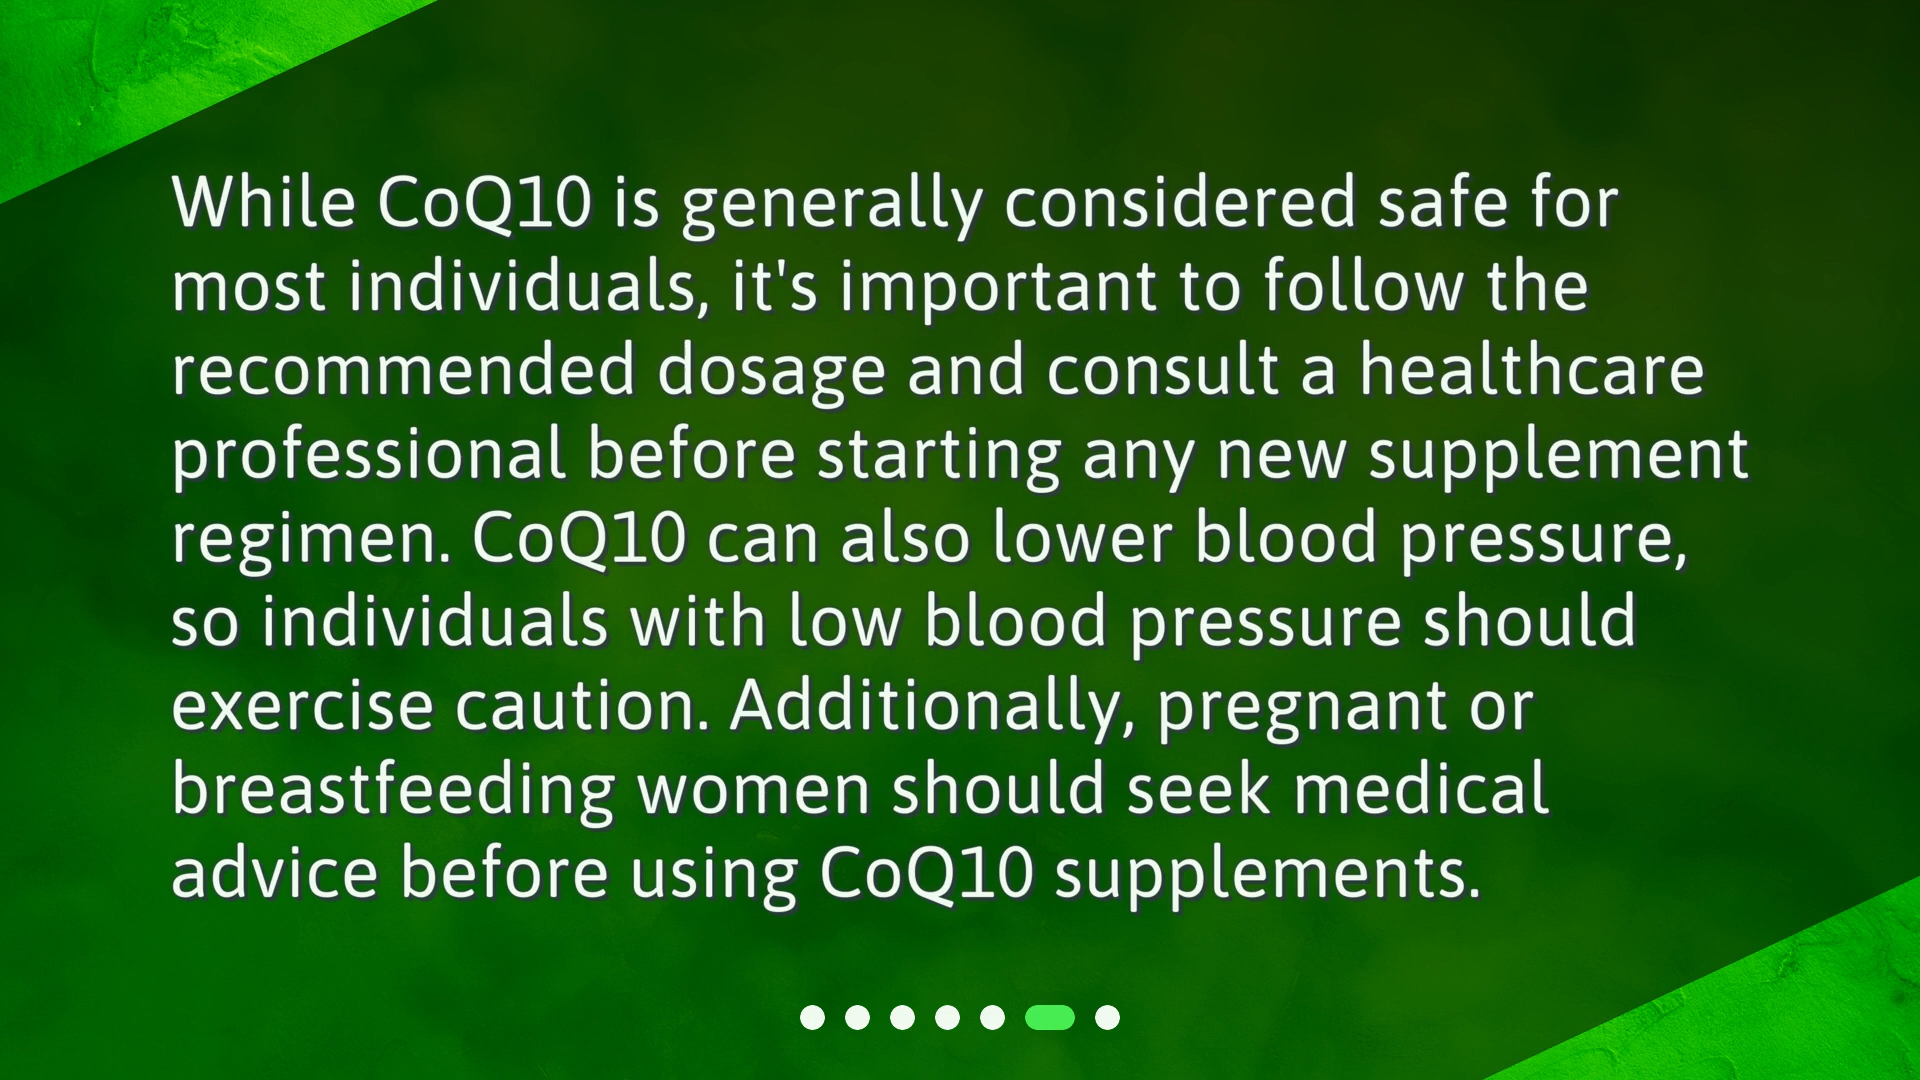 While CoQ10 is generally considered safe for
most individuals, it's important to follow the
recommended dosage and consult a healthcare
professional before starting any new supplement
regimen. CoQ10 can also lower blood pressure,
so individuals with low blood pressure should
exercise caution. Additionally, pregnant or
breastfeeding women should seek medical
advice before using CoQ10 supplements.